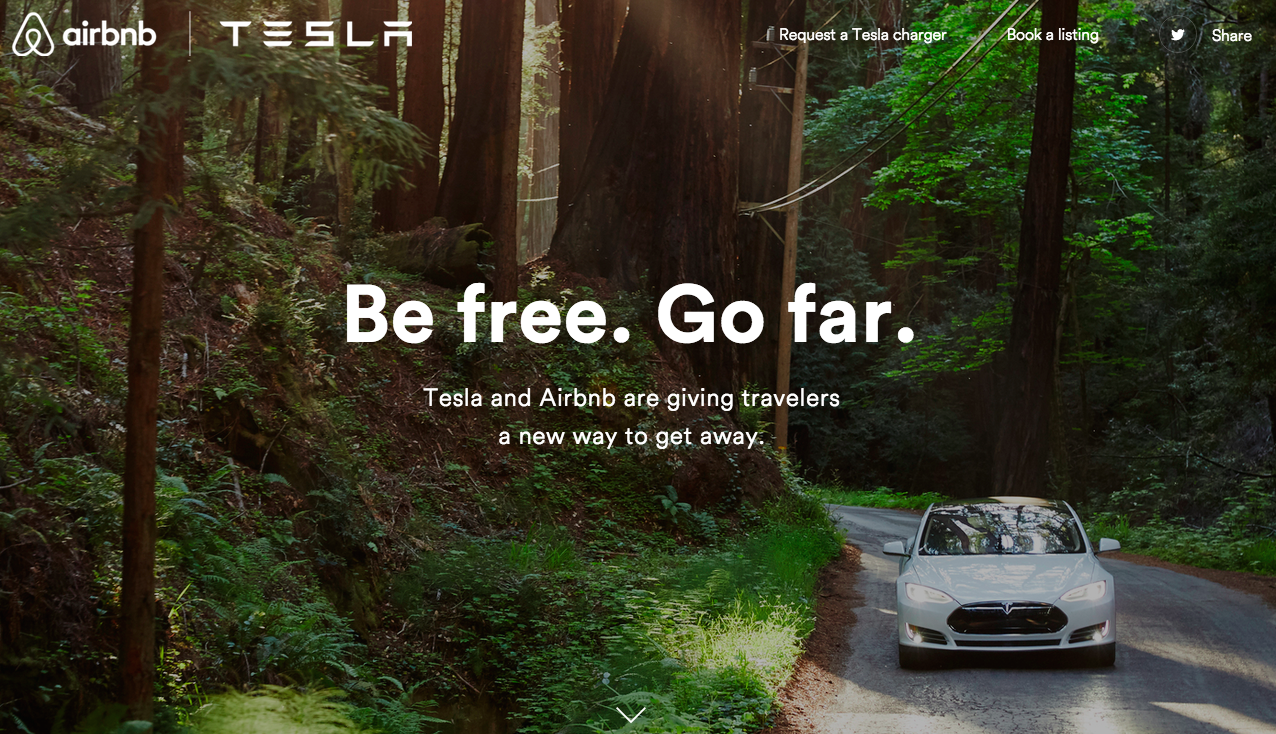 airbnb
TESLA
Request a Tesla charger
Book a listing
Share
Be free. Go far.
Tesla and Airbnb are giving travelers
a new way to get away.